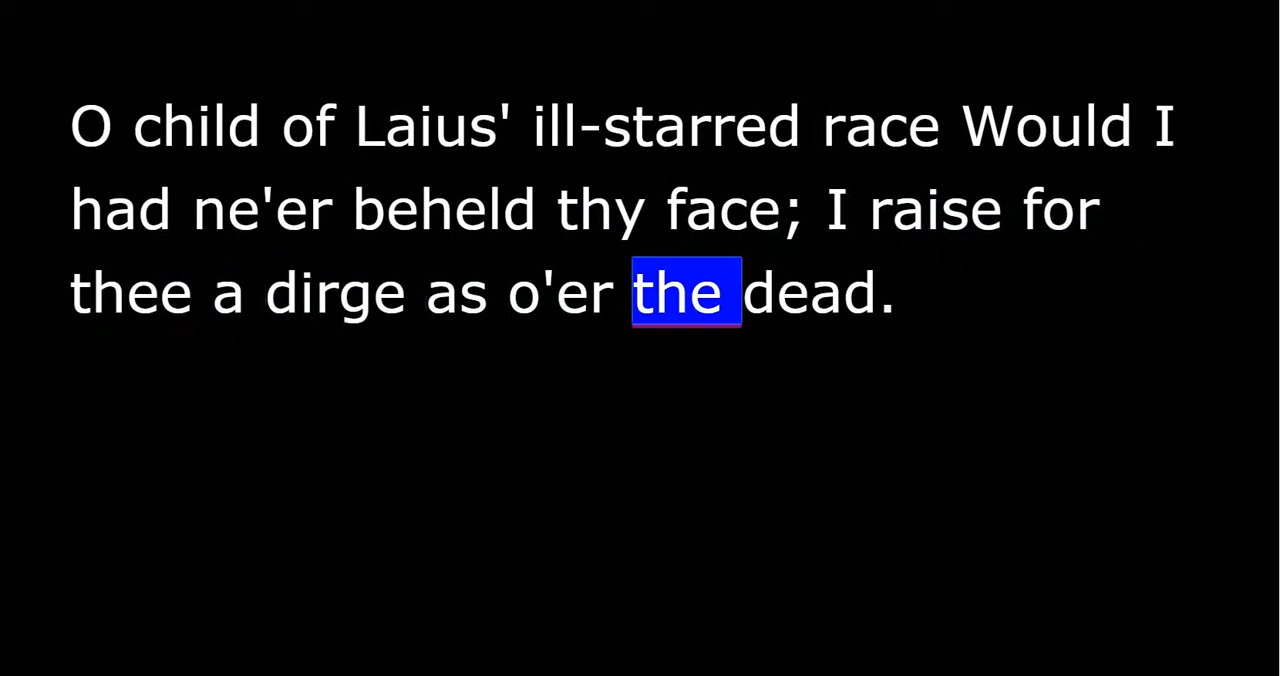 O child of Laius' ill-starred race Would I
had ne'er beheld thy face; I raise for
thee a dirge as o'er the dead.